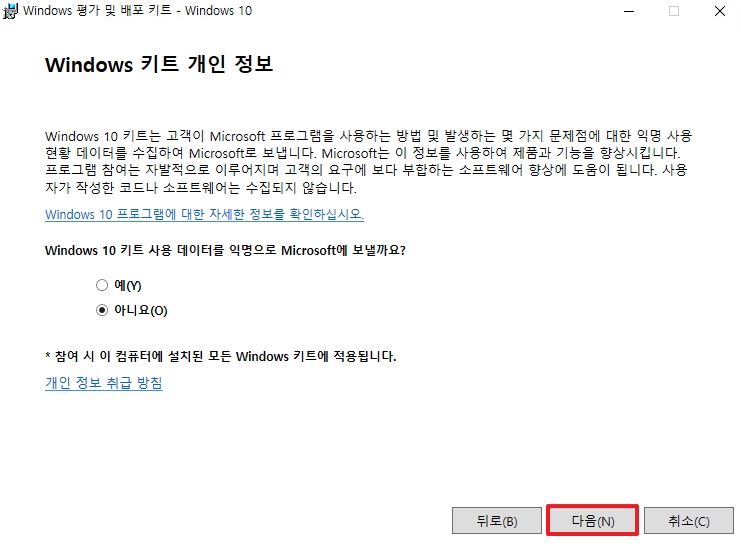 Windows 평가 및 배포 키트 - Windows 10
Windows 키트 개인 정보
Windows 10 키트는 고객이 Microsoft 프로그램을 사용하는 방법 및 발생하는 몇 가지 문제점에 대한 익명 사용
현황 데이터를 수집하여 Microsoft로 보냅니다. Microsoft는 이 정보를 사용하여 제품과 기능을 향상시킵니다.
프로그램 참여는 자발적으로 이루어지며 고객의 요구에 보다 부합하는 소프트웨어 향상에 도움이 됩니다. 사용
자가 작성한 코드나 소프트웨어는 수집되지 않습니다.
Windows 10 프로그램에 대한 자세한 정보를 확인하십시오.
Windows 10 키트 사용 데이터를 익명으로 Microsoft에 보낼까요?
예(Y)
아니요(O)
* 참여 시 이 컴퓨터에 설치된 모든 Windows 키트에 적용됩니다.
개인 정보 취급 방침
뒤로(B) 다음(N) 취소(C)